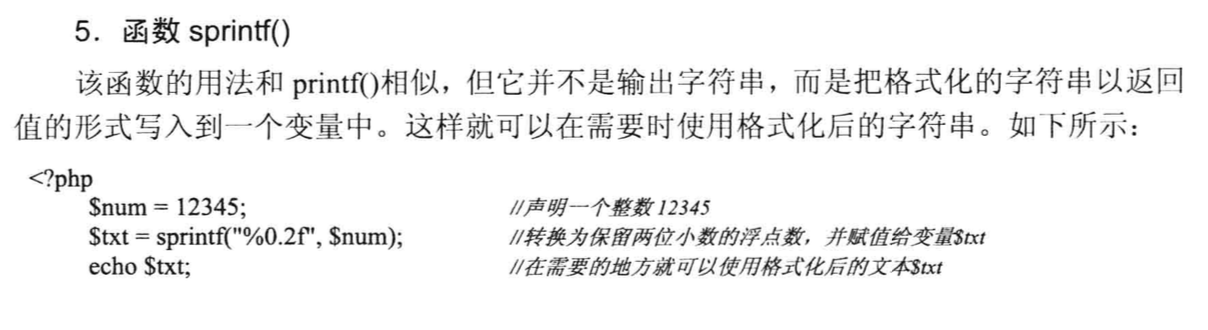 5．函数 sprintf()
该函数的用法和 printf()相似，但它并不是输出字符串，而是把格式化的字符串以返回
值的形式写入到一个变量中。这样就可以在需要时使用格式化后的字符串。如下所示：
<?php
$num = 12345; //声明一个整数 12345
$txt = sprintf("%0.2f", $num); //转换为保留两位小数的浮点数，并赋值给变量$txt
echo $txt; //在需要的地方就可以使用格式化后的文本$txt